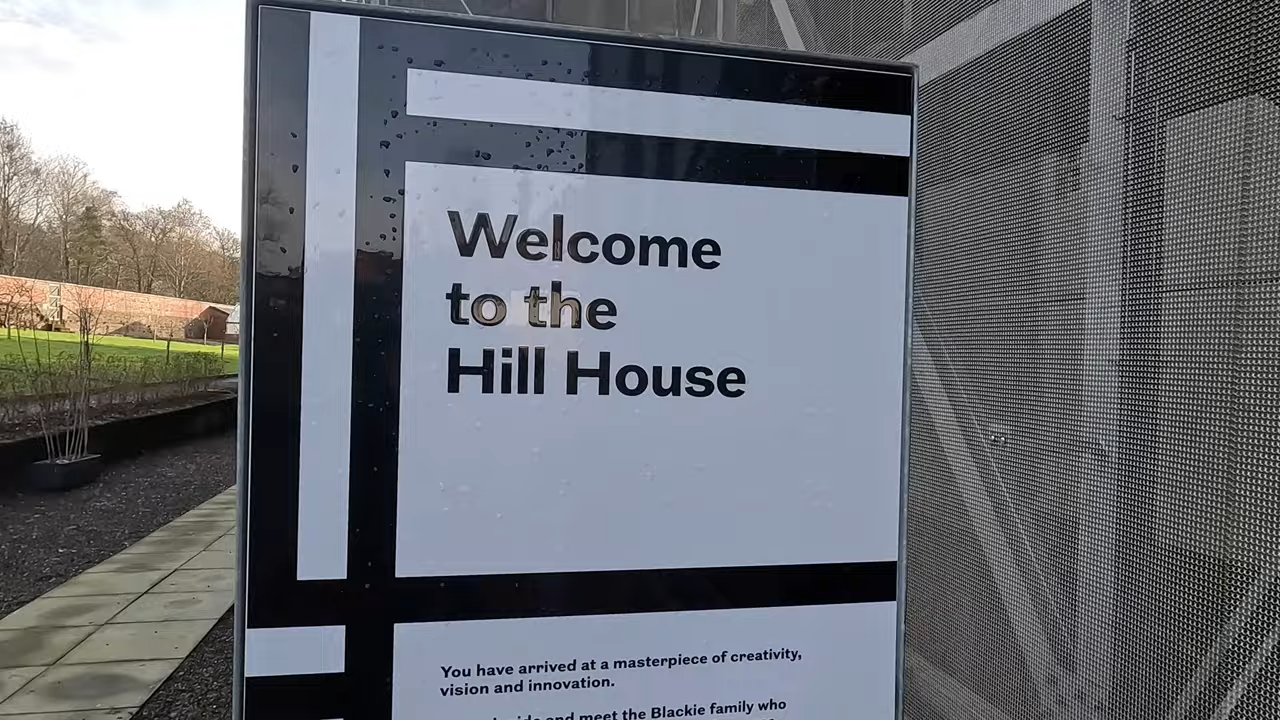 Welcome
to the
Hill House
You have arrived at a masterpiece of creativity,
vision and innovation.
and meet the Blackie family who